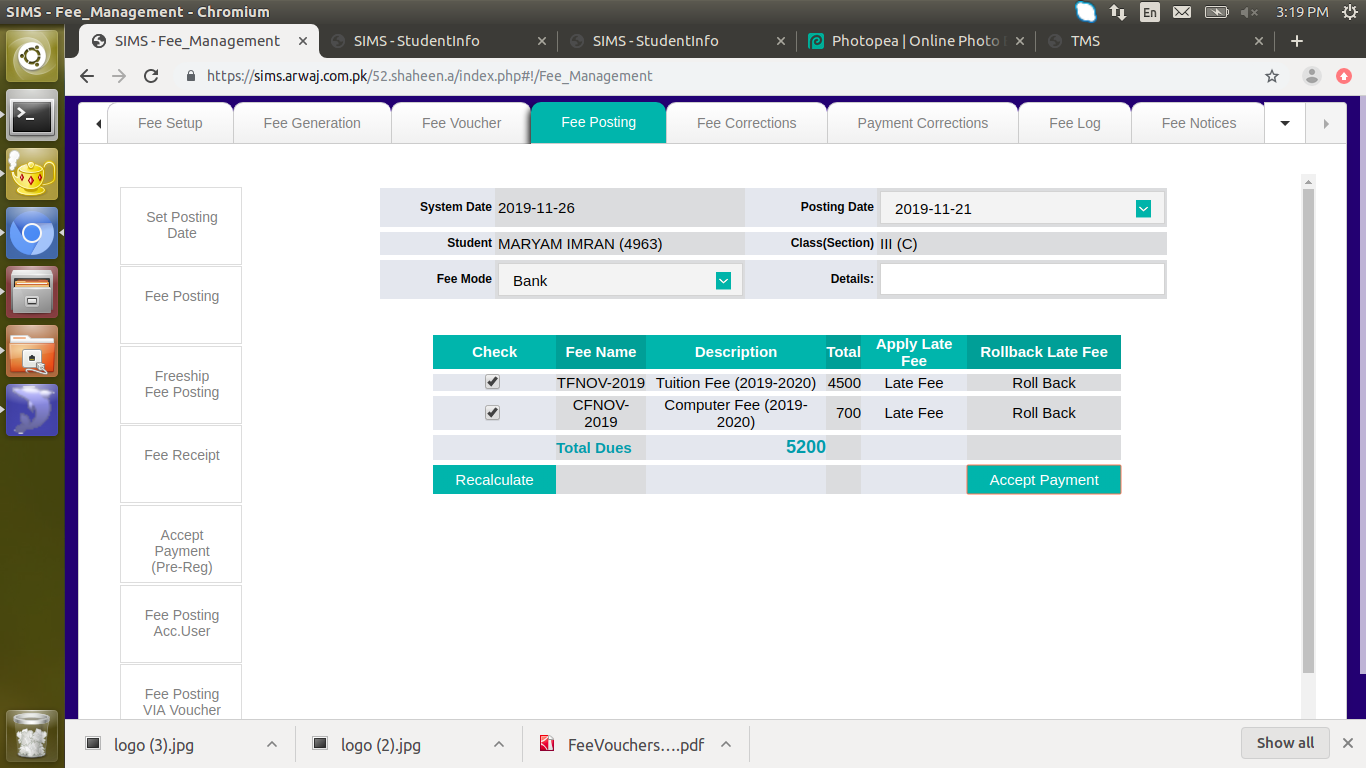 SIMS - Fee_Management - Chromium
En
3:19 PM
SIMS - Fee_Management
SIMS - StudentInfo
SIMS - StudentInfo
Photopea | Online Photo
TMS
https://sims.arwaj.com.pk/52.shaheen.a/index.php#!/Fee_Management
Fee Setup
Fee Generation
Fee Voucher
Fee Posting
Fee Corrections
Payment Corrections
Fee Log
Fee Notices
Set Posting
Date
Fee Posting
Freeship
Fee Posting
Fee Receipt
Accept
Payment
(Pre-Reg)
Fee Posting
Acc.User
Fee Posting
VIA Voucher
System Date 2019-11-26 Posting Date 2019-11-21
Student MARYAM IMRAN (4963) Class(Section) III (C)
Fee Mode Bank Details:
Check Fee Name Description Total Apply Late Fee Rollback Late Fee
TFNOV-2019 Tuition Fee (2019-2020) 4500 Late Fee Roll Back
CFNOV-2019 Computer Fee (2019-2020) 700 Late Fee Roll Back
Total Dues 5200
Recalculate Accept Payment
logo (3).jpg
logo (2).jpg
FeeVouchers....pdf
Show all